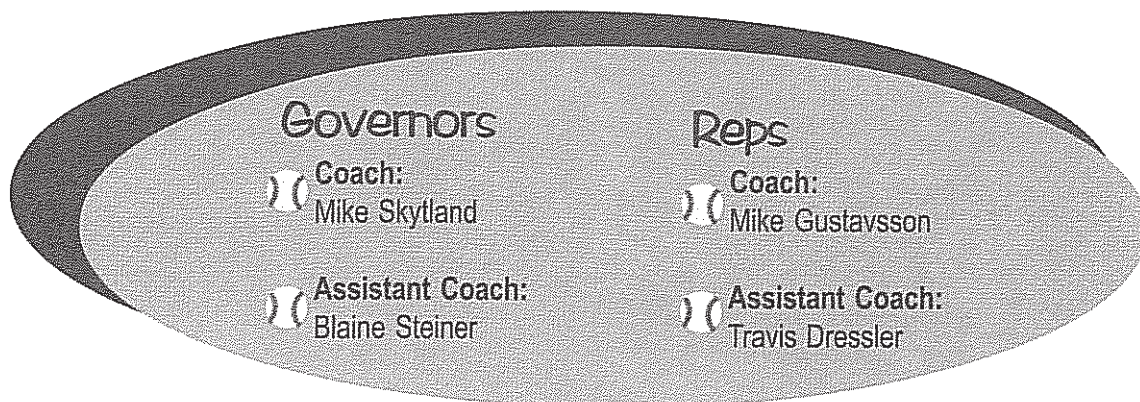 Governors
Coach:
Mike Skytland
Assistant Coach:
Blaine Steiner
Reps
Coach:
Mike Gustavsson
Assistant Coach:
Travis Dressler